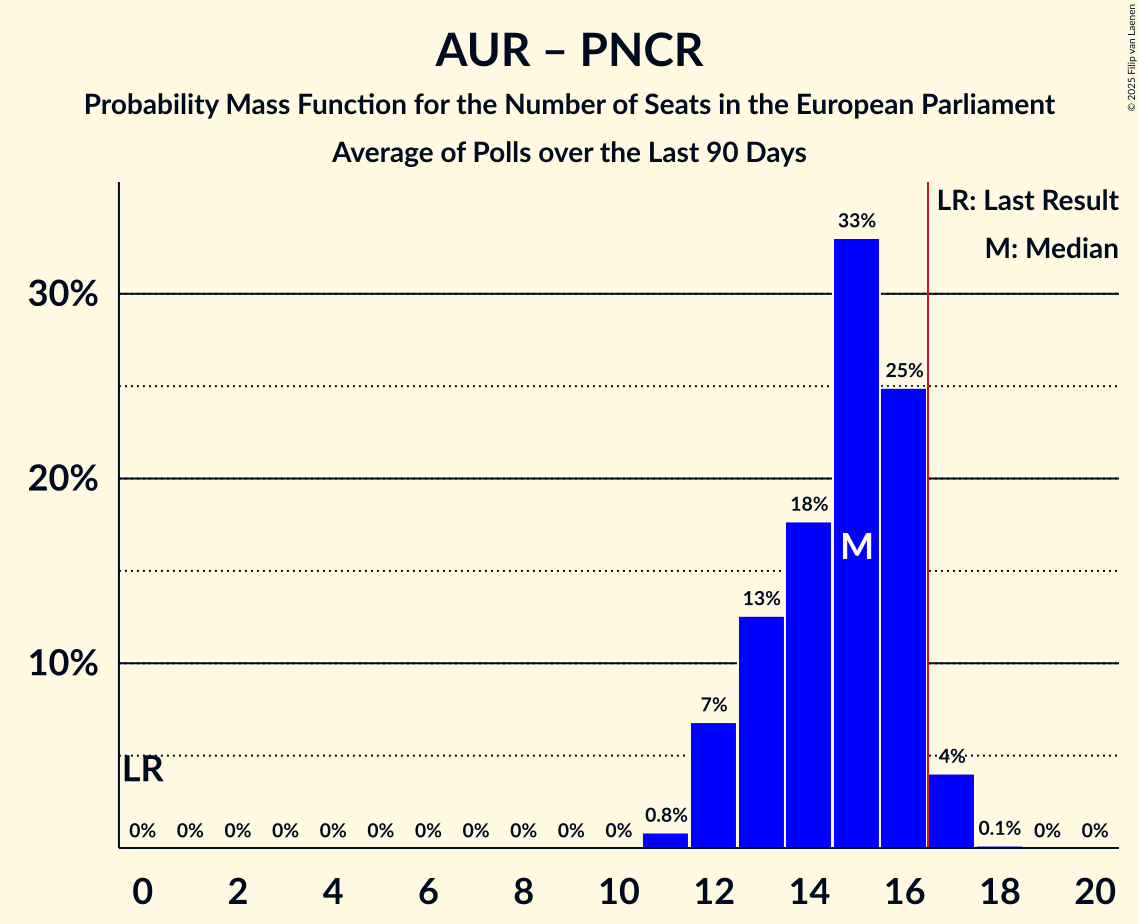 AUR – PNCR
Probability Mass Function for the Number of Seats in the European Parliament
Average of Polls over the Last 90 Days
© 2025 Filip van Laenen
LR: Last Result
M: Median
30%
20%
10%
33%
25%
18%
M
13%
7%
4%
LR
0% 0% 0% 0% 0% 0% 0% 0% 0% 0% 0% 0.8% 0.1% 0% 0%
0 2 4 6 8 10 12 14 16 18 20